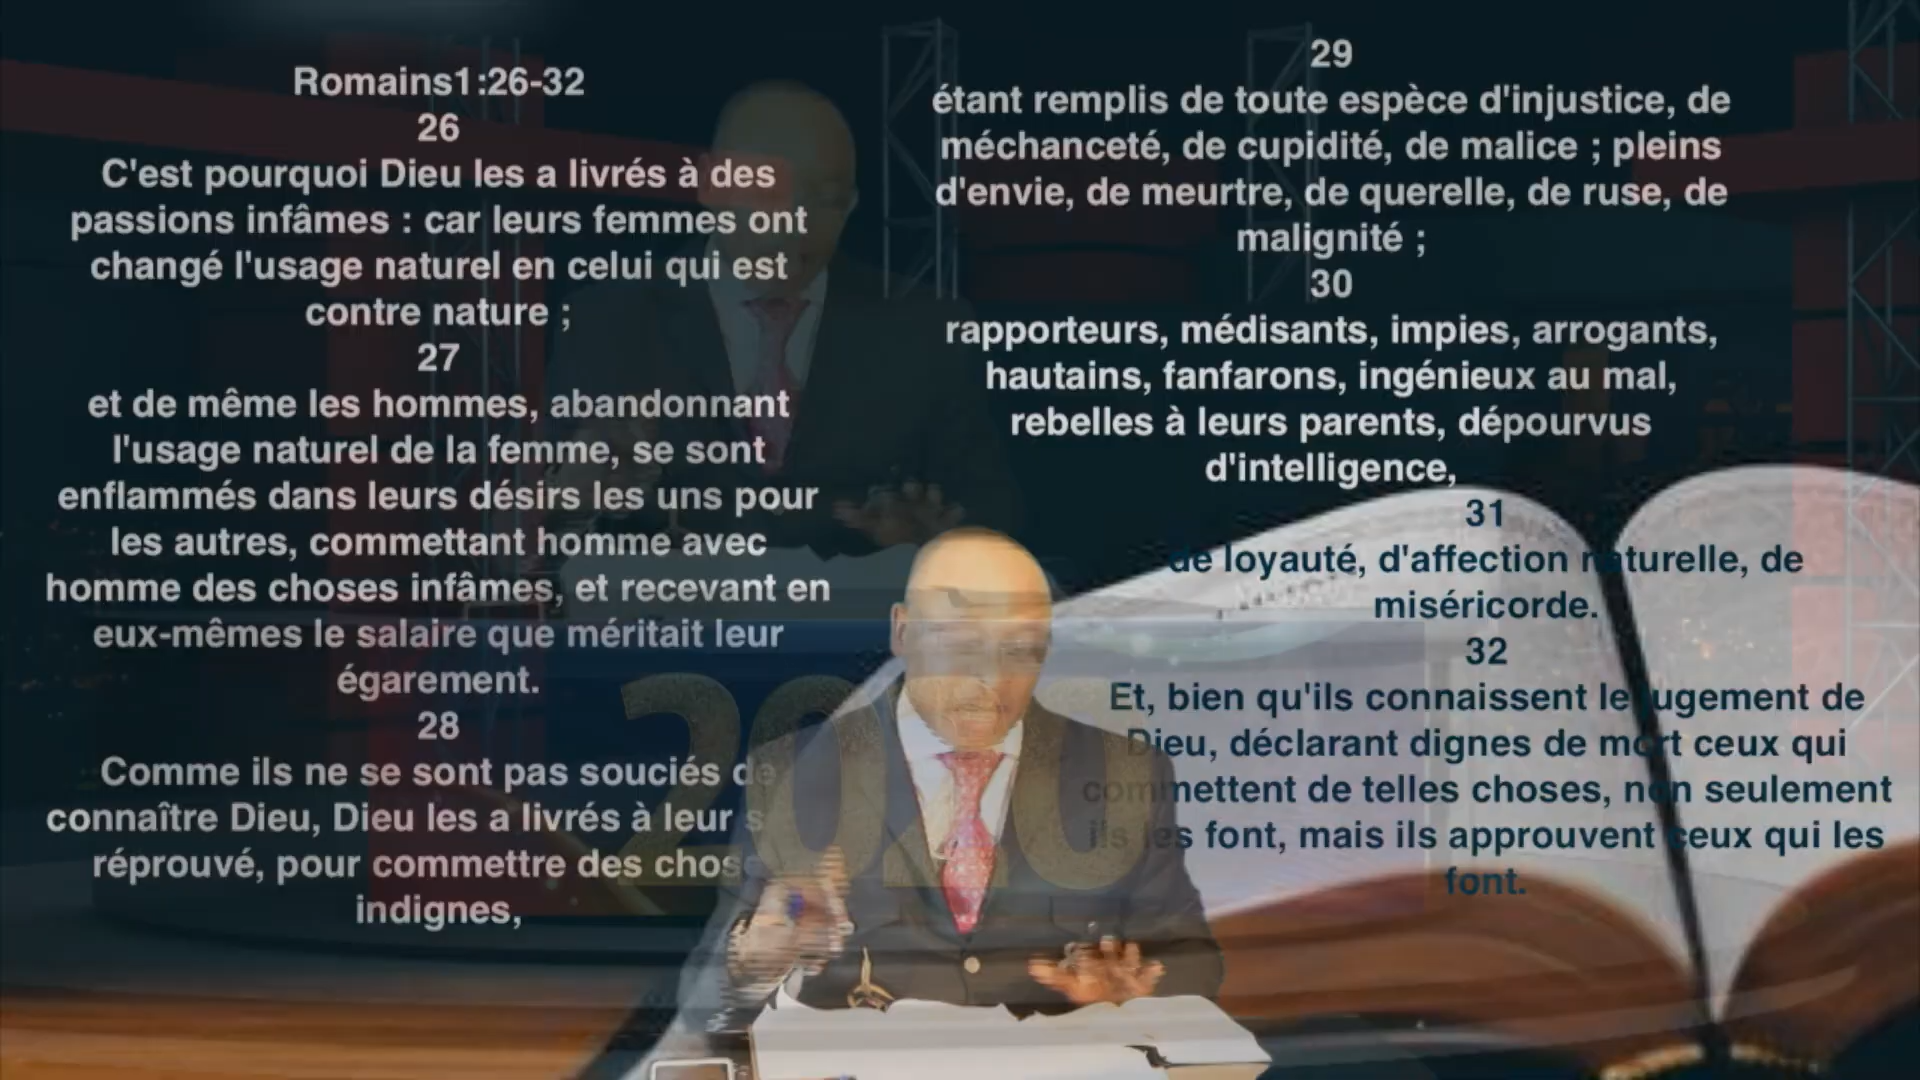 Romains1:26-32
26
C'est pourquoi Dieu les a livrés à des
passions infâmes : car leurs femmes ont
changé l'usage naturel en celui qui est
contre nature ;
27
et de même les hommes, abandonnant
l'usage naturel de la femme, se sont
enflammés dans leurs désirs les uns pour
les autres, commettant homme avec
homme des choses infâmes, et recevant en
eux-mêmes le salaire que méritait leur
égarement.
28
Comme ils ne se sont pas souciés de
connaître Dieu, Dieu les a livrés à leur
réprouvé, pour commettre des chos
indignes,
29
étant remplis de toute espèce d'injustice, de
méchanceté, de cupidité, de malice ; pleins
d'envie, de meurtre, de querelle, de ruse, de
malignité ;
30
rapporteurs, médisants, impies, arrogants,
hautains, fanfarons, ingénieux au mal,
rebelles à leurs parents, dépourvus
d'intelligence,
31
de loyauté, d'affection naturelle, de
miséricorde.
32
Et, bien qu'ils connaissent le jugement de
Dieu, déclarant dignes de mort ceux qui
commettent de telles choses, non seulement
ils les font, mais ils approuvent ceux qui les
font.
2020